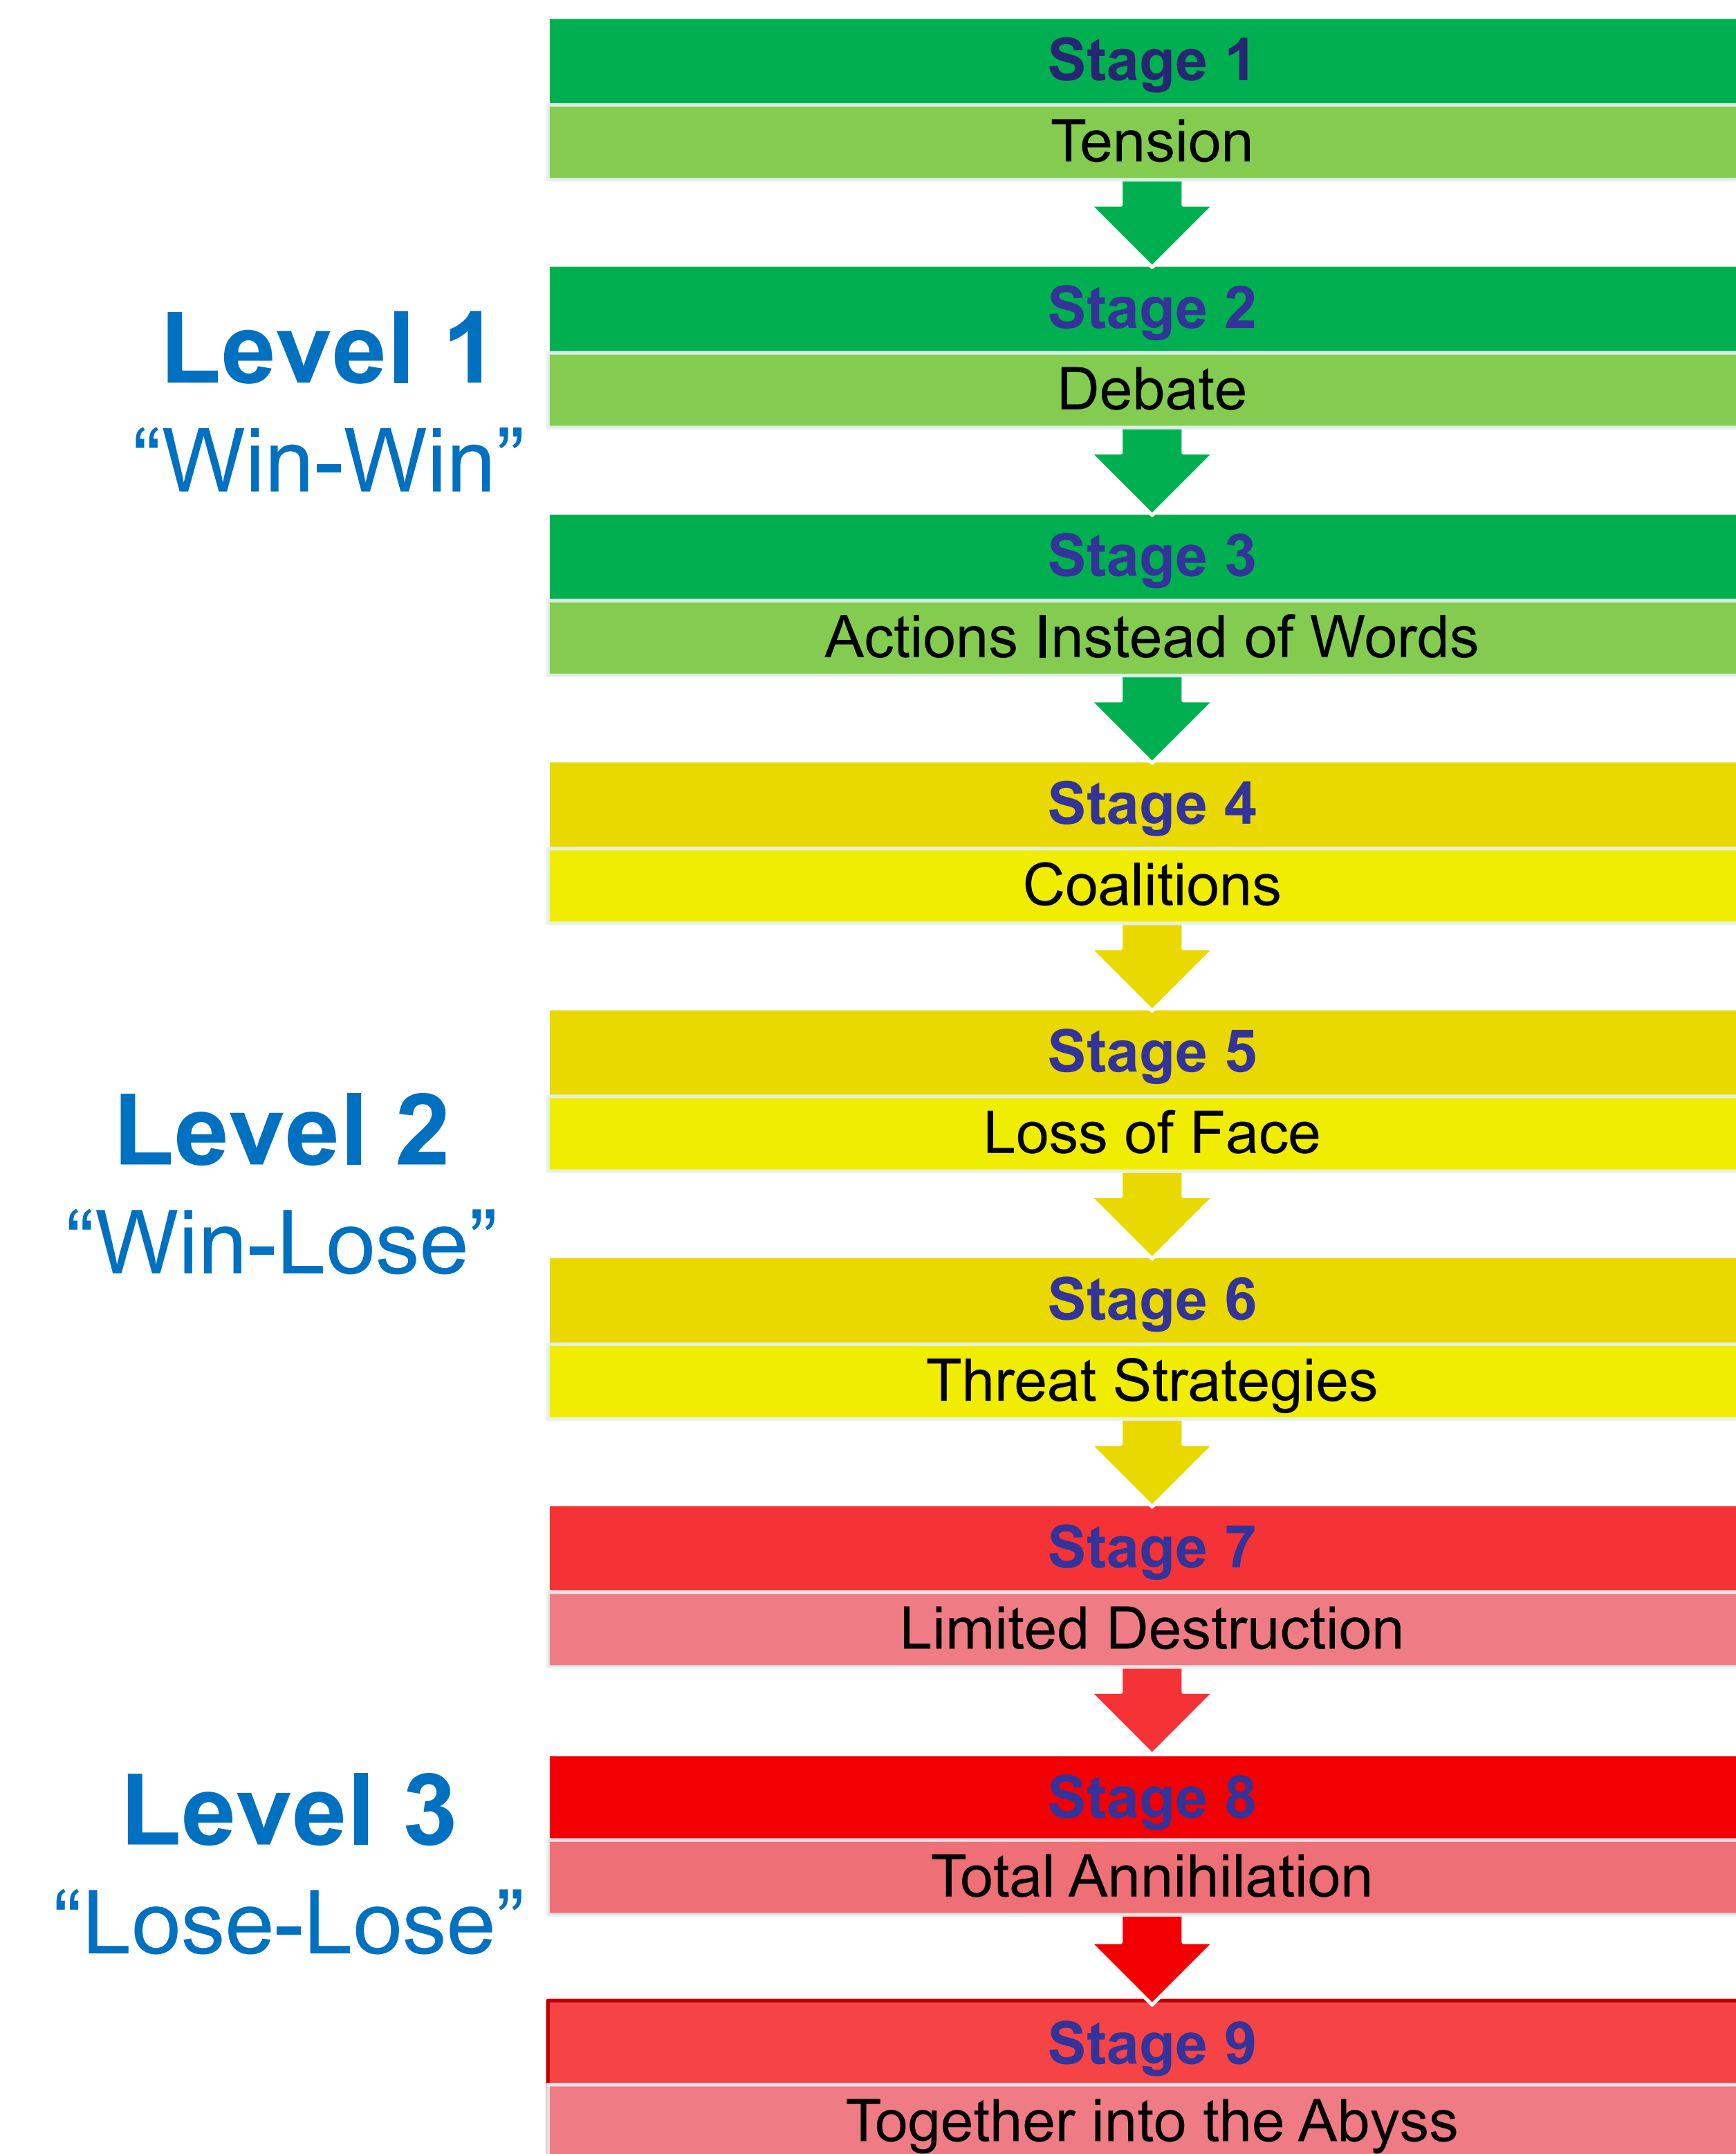 Stage 1
Tension
Level 1
“Win-Win”
Stage 2
Debate
Stage 3
Actions Instead of Words
Stage 4
Coalitions
Level 2
“Win-Lose”
Stage 5
Loss of Face
Stage 6
Threat Strategies
Stage 7
Limited Destruction
Level 3
“Lose-Lose”
Stage 8
Total Annihilation
Stage 9
Together into the Abyss